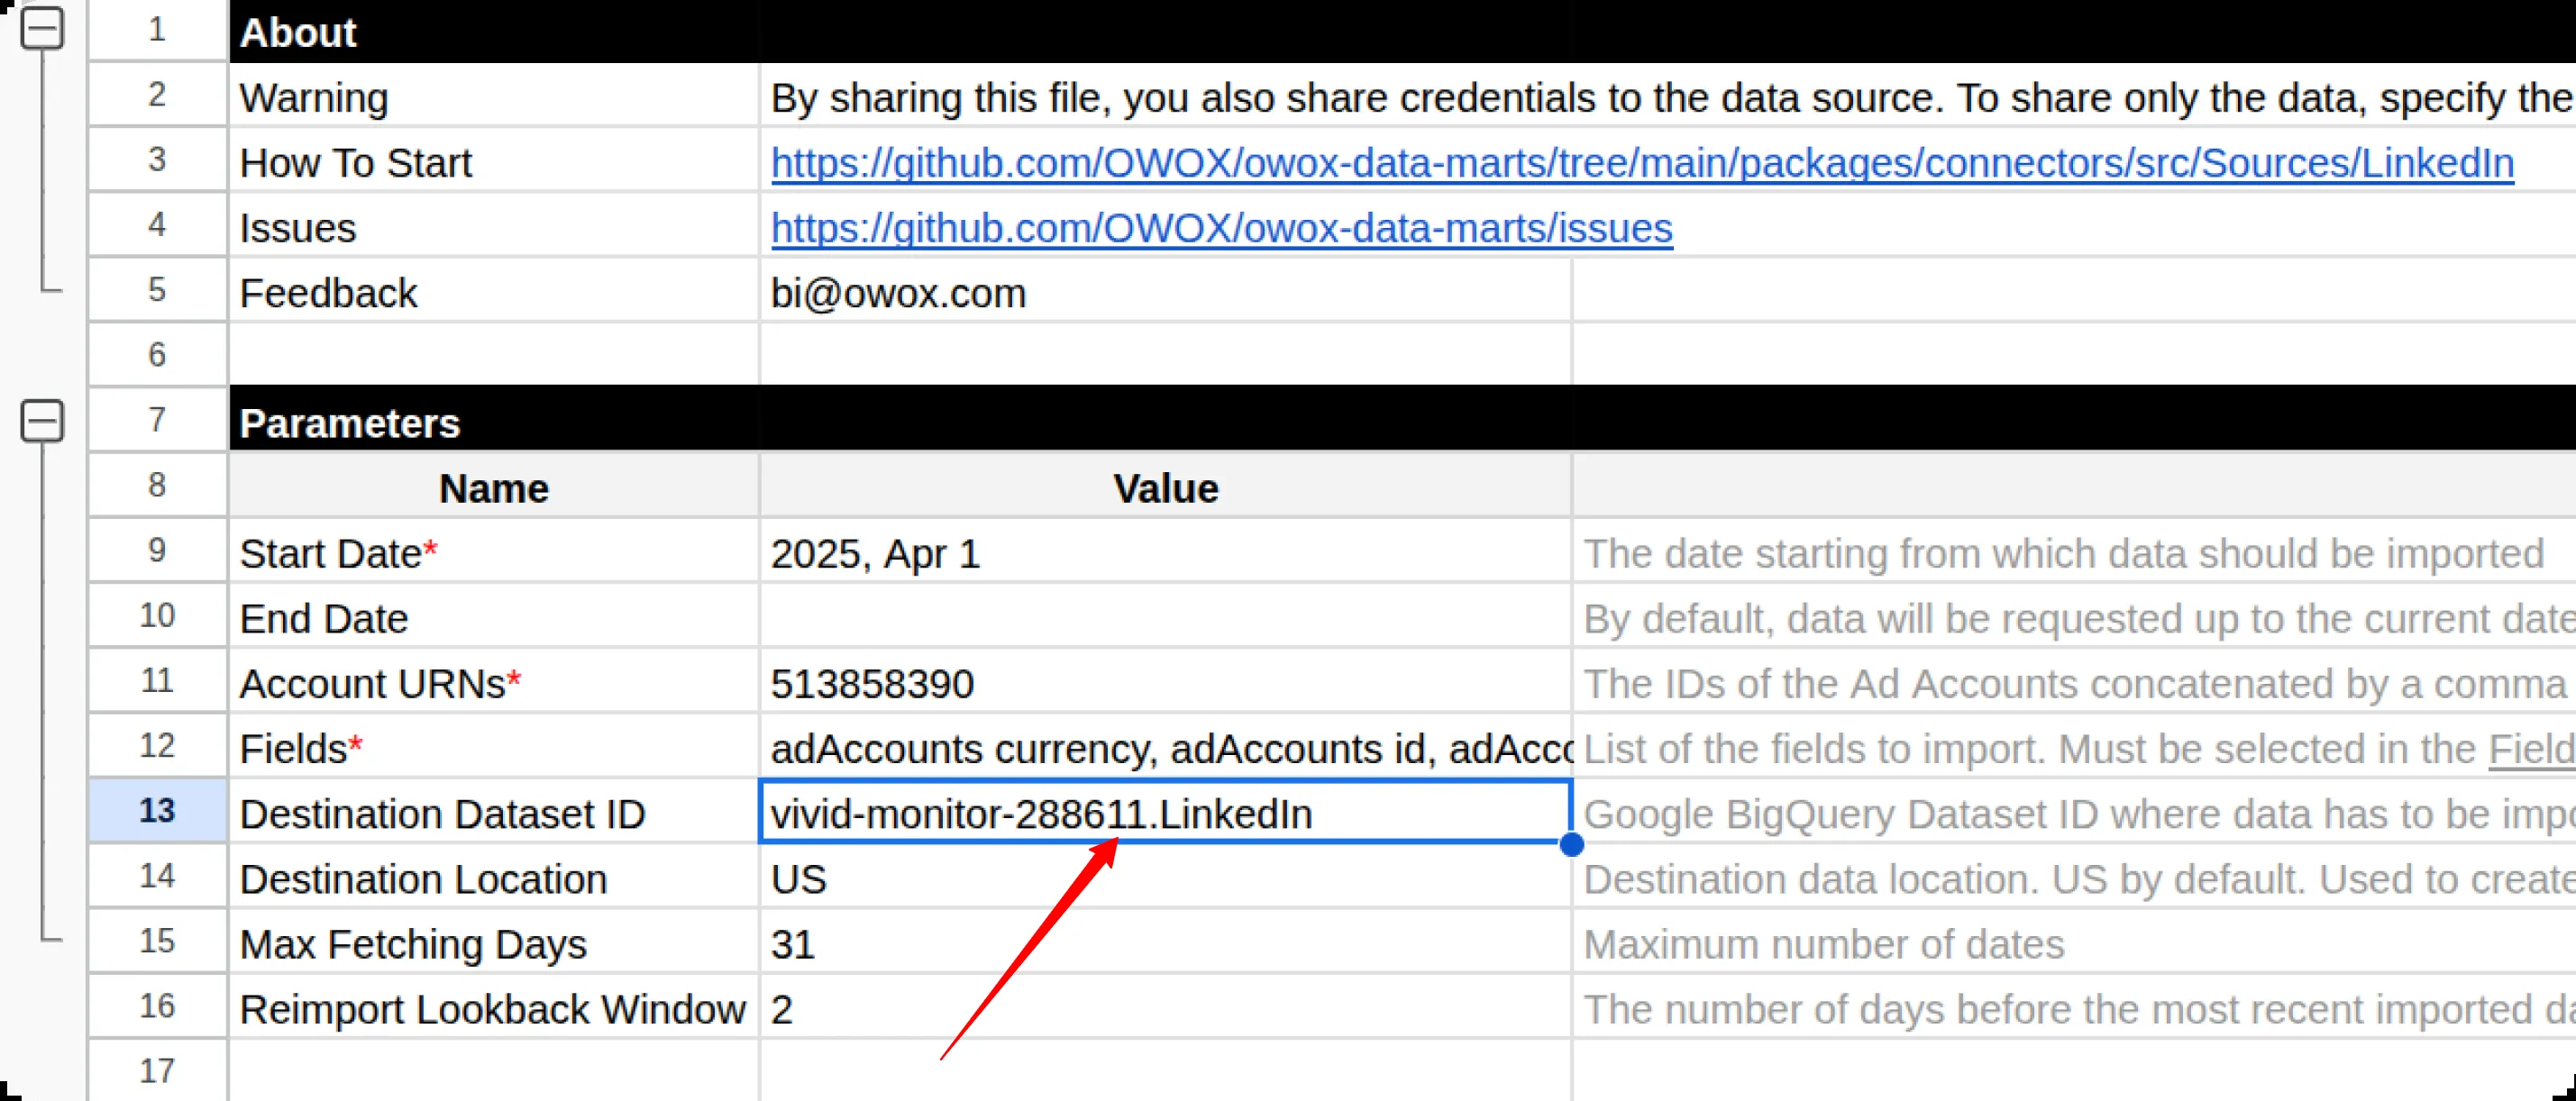 1 About
2 Warning By sharing this file, you also share credentials to the data source. To share only the data, specify the
3 How To Start https://github.com/OWOX/owox-data-marts/tree/main/packages/connectors/src/Sources/LinkedIn
4 Issues https://github.com/OWOX/owox-data-marts/issues
5 Feedback bi@owox.com
6
7 Parameters
8 Name Value
9 Start Date* 2025, Apr 1 The date starting from which data should be imported
10 End Date By default, data will be requested up to the current date
11 Account URNs* 513858390 The IDs of the Ad Accounts concatenated by a comma
12 Fields* adAccounts currency, adAccounts id, adAcco List of the fields to import. Must be selected in the Field
13 Destination Dataset ID vivid-monitor-288611.LinkedIn Google BigQuery Dataset ID where data has to be impo
14 Destination Location US Destination data location. US by default. Used to create
15 Max Fetching Days 31 Maximum number of dates
16 Reimport Lookback Window 2 The number of days before the most recent imported da
17